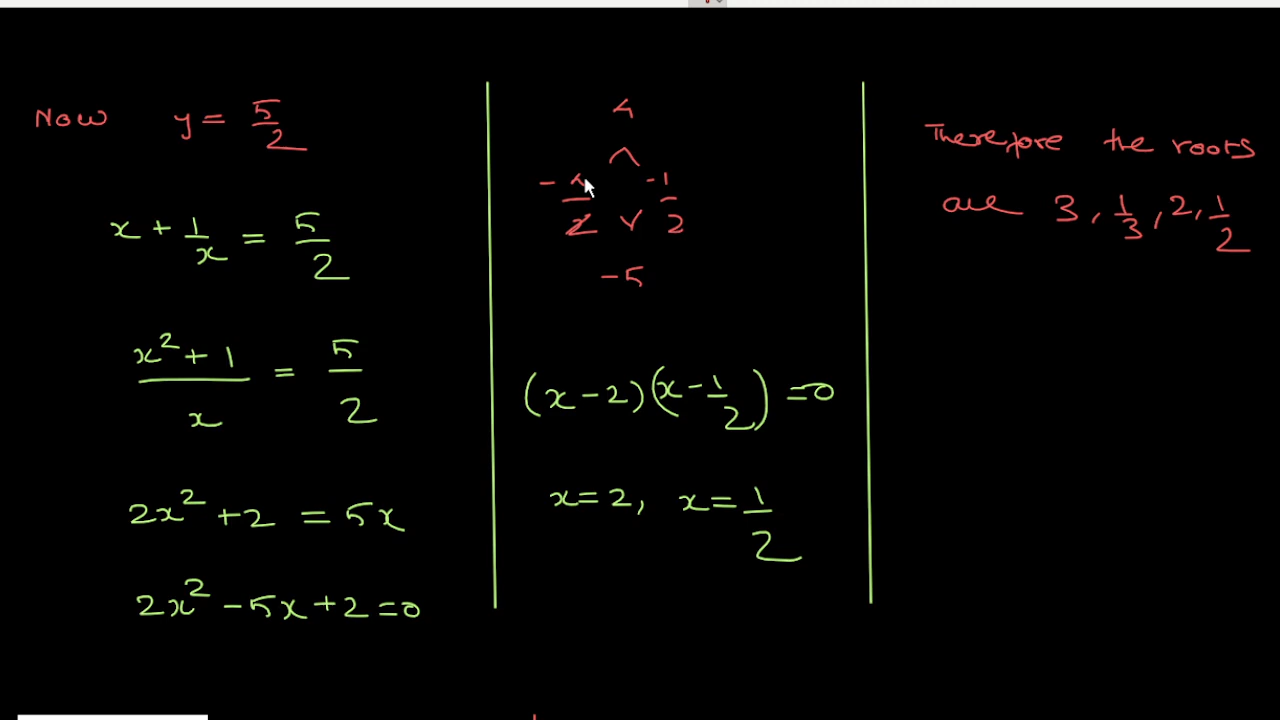 Now y = 5/2
x + 1/x = 5/2
x² + 1 / x = 5/2
2x² + 2 = 5x
2x² - 5x + 2 = 0
4
-4/2 -1/2
-5
(x - 2)(x - 1/2) = 0
x = 2, x = 1/2
Therefore the roots
are 3, 1/3, 2, 1/2